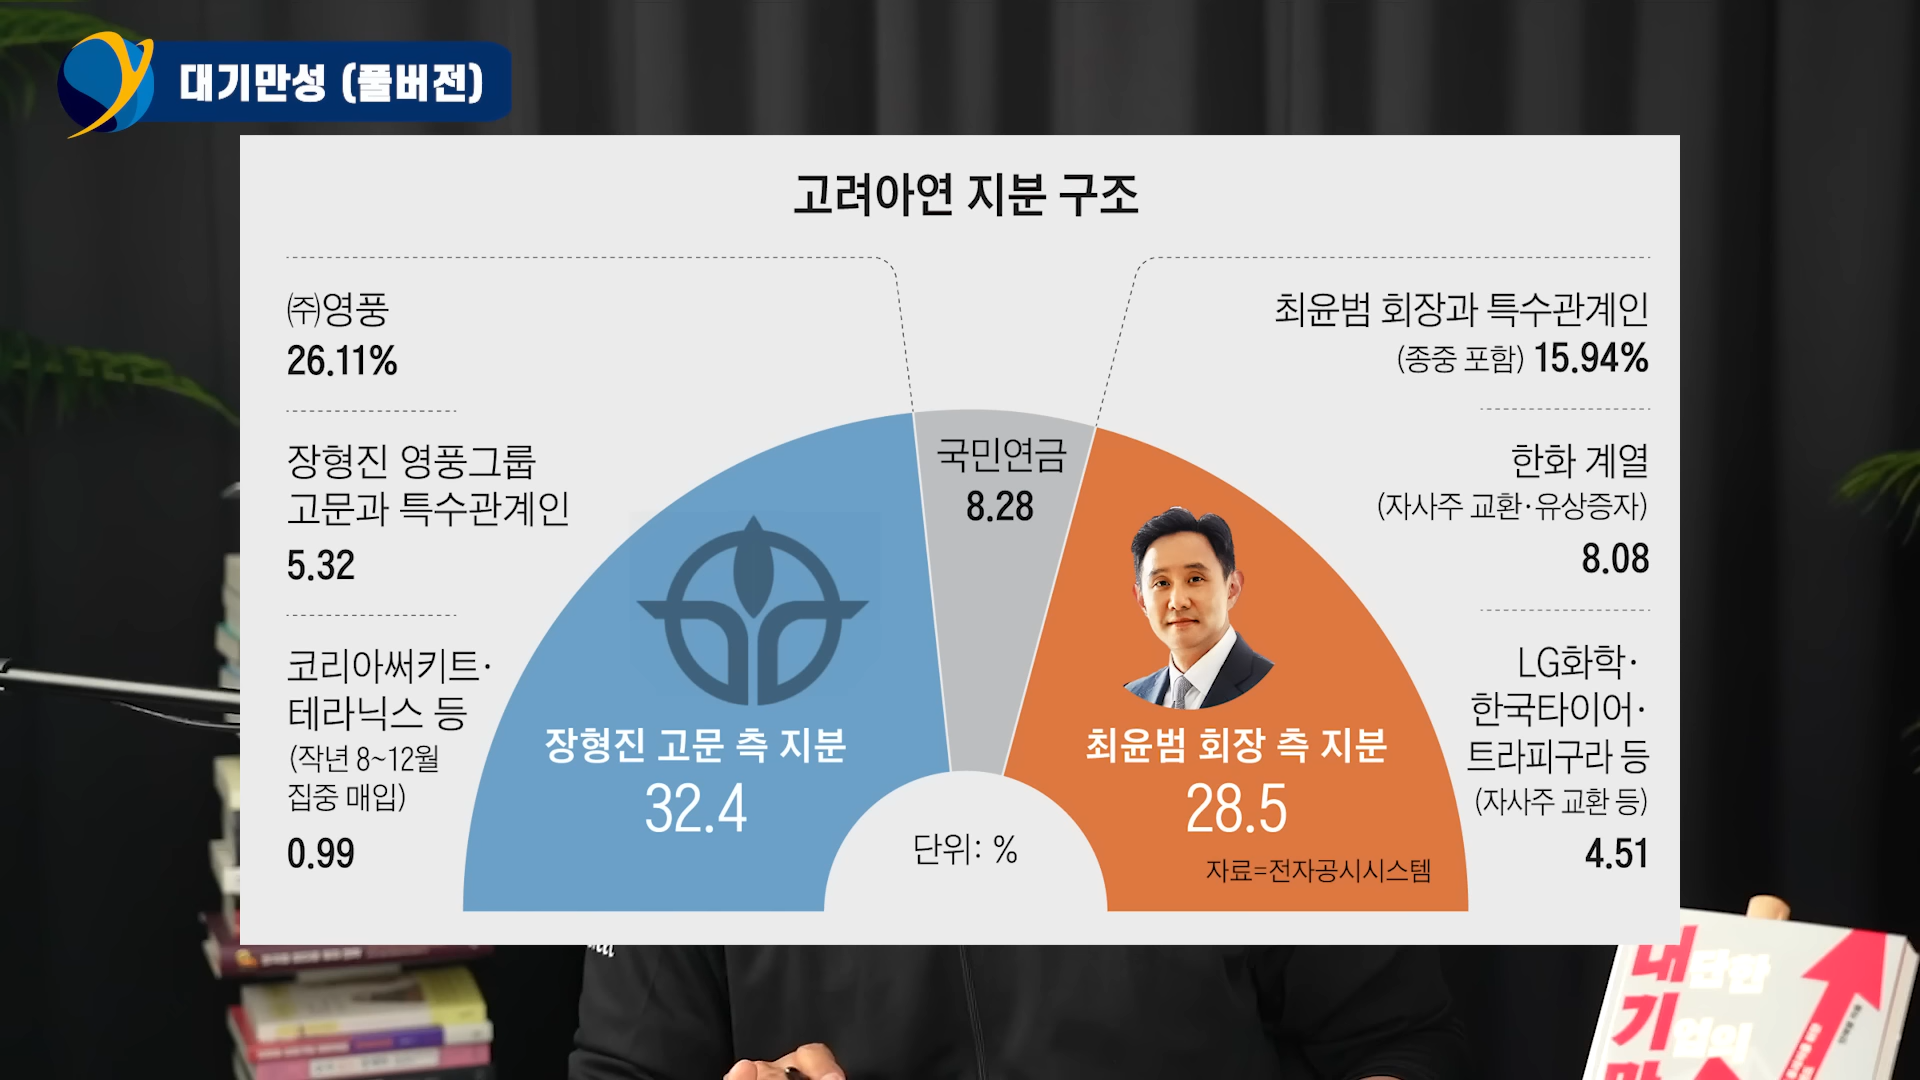 대기만성 (풀버전)
고려아연 지분 구조
㈜영풍
26.11%
장형진 영풍그룹
고문과 특수관계인
5.32
코리아써키트·
테라닉스 등
(작년 8~12월
집중 매입)
0.99
국민연금
8.28
장형진 고문 측 지분
32.4
최윤범 회장 측 지분
28.5
단위: %
자료=전자공시시스템
최윤범 회장과 특수관계인
(종중 포함) 15.94%
한화 계열
(자사주 교환·유상증자)
8.08
LG화학·
한국타이어·
트라피구라 등
(자사주 교환 등)
4.51